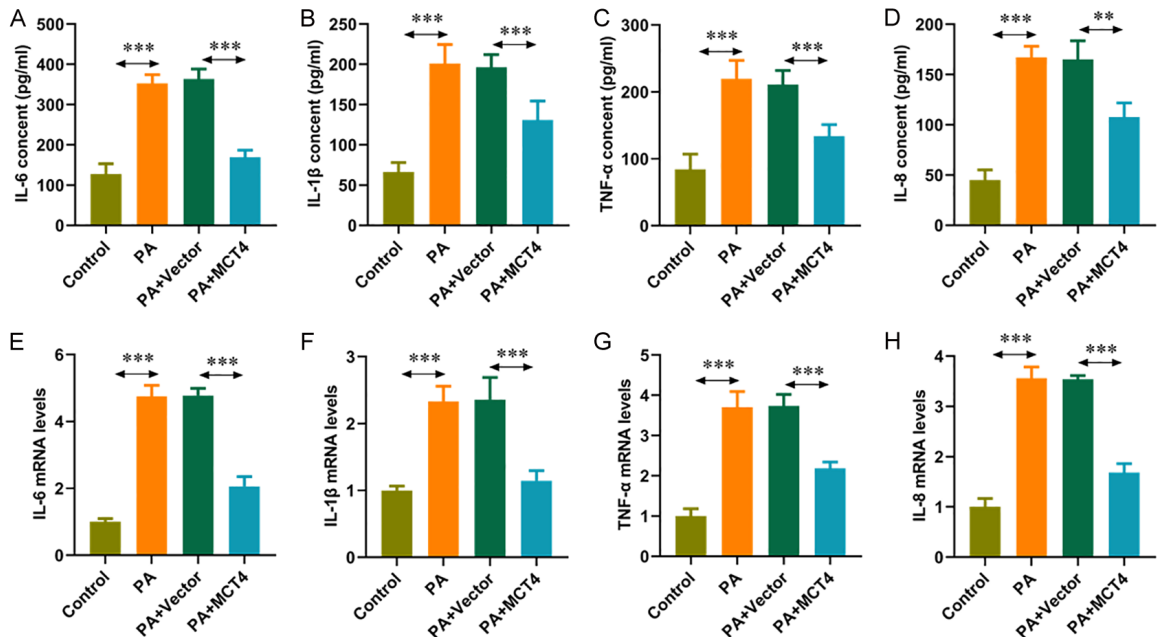 A
IL-6 concent (pg/ml)
500
400
300
200
100
0
***
***
Control
PA
PA+Vector
PA+MCT4
B
IL-1β concent (pg/ml)
250
200
150
100
50
0
***
***
Control
PA
PA+Vector
PA+MCT4
C
TNF-α concent (pg/ml)
300
200
100
0
***
***
Control
PA
PA+Vector
PA+MCT4
D
IL-8 concent (pg/ml)
200
150
100
50
0
***
**
Control
PA
PA+Vector
PA+MCT4
E
IL-6 mRNA levels
6
4
2
0
***
***
Control
PA
PA+Vector
PA+MCT4
F
IL-1β mRNA levels
3
2
1
0
***
***
Control
PA
PA+Vector
PA+MCT4
G
TNF-α mRNA levels
5
4
3
2
1
0
***
***
Control
PA
PA+Vector
PA+MCT4
H
IL-8 mRNA levels
4
3
2
1
0
***
***
Control
PA
PA+Vector
PA+MCT4